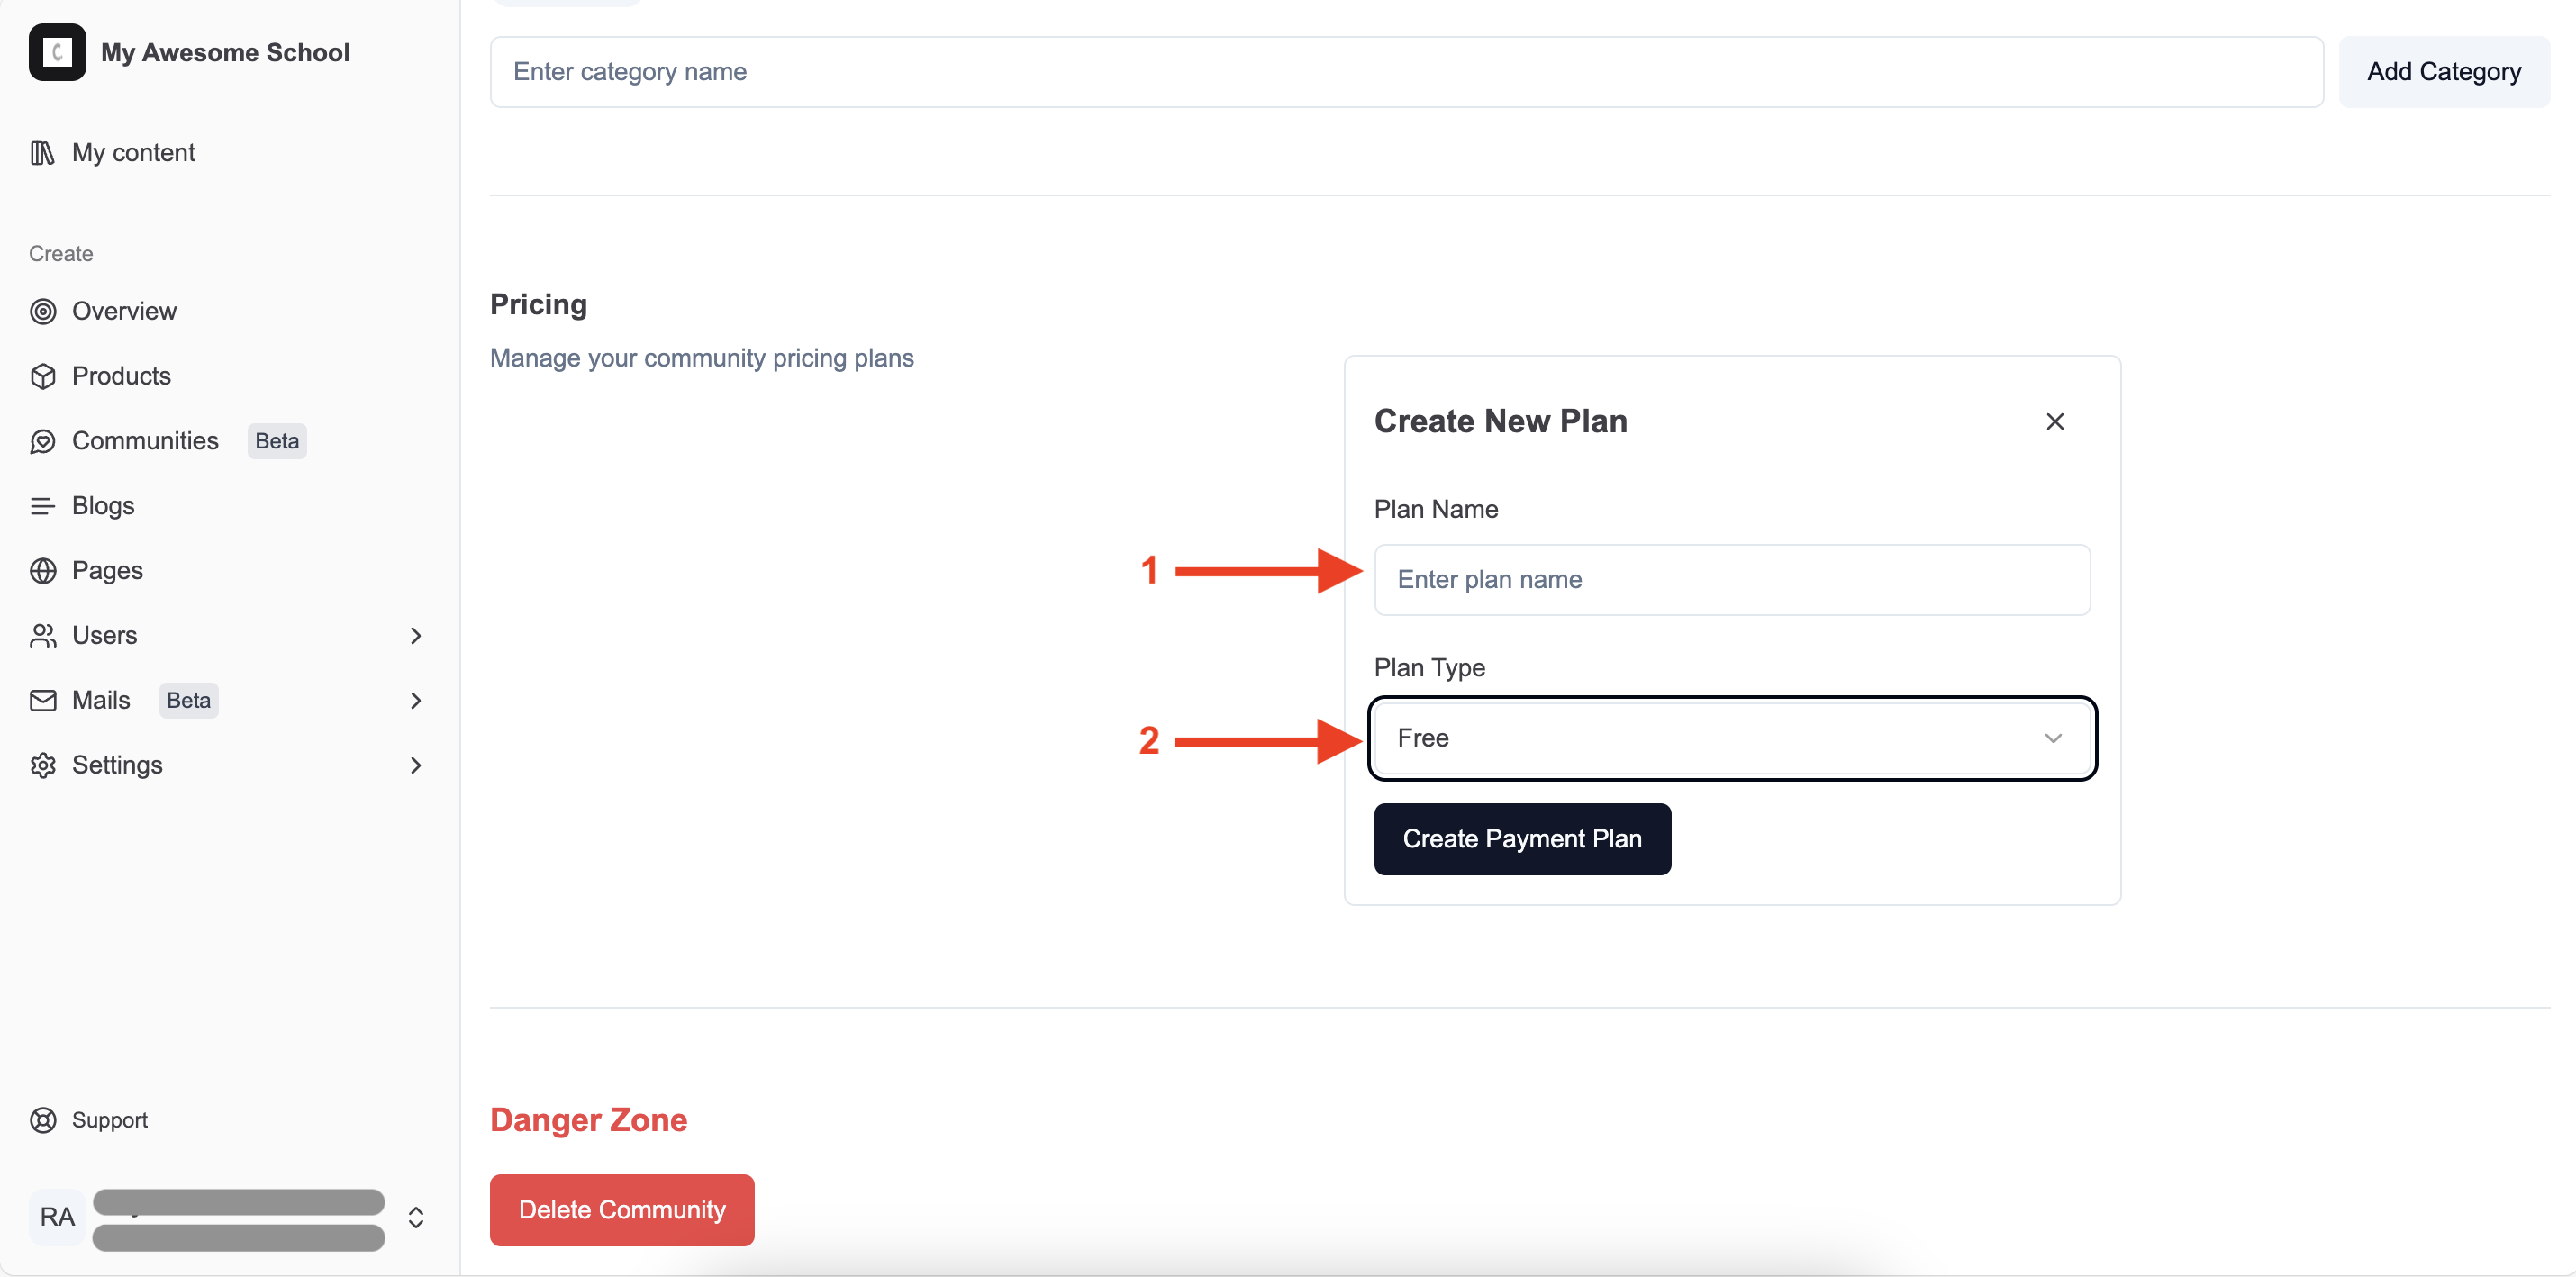 My Awesome School
My content
Create
Overview
Products
Communities Beta
Blogs
Pages
Users
Mails Beta
Settings
Support
RA
Enter category name
Add Category
Pricing
Manage your community pricing plans
Create New Plan
Plan Name
1
Enter plan name
Plan Type
2
Free
Create Payment Plan
Danger Zone
Delete Community